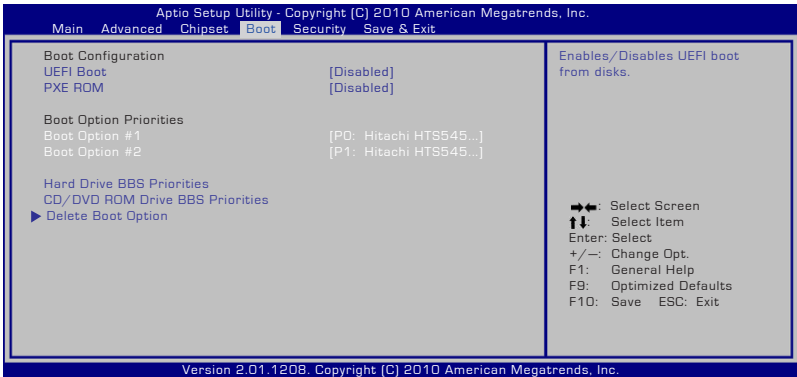 Aptio Setup Utility - Copyright (C) 2010 American Megatrends, Inc.
Main Advanced Chipset Boot Security Save & Exit
Boot Configuration
UEFI Boot [Disabled]
PXE ROM [Disabled]
Boot Option Priorities
Boot Option #1 [P0: Hitachi HTS545...]
Boot Option #2 [P1: Hitachi HTS545...]
Hard Drive BBS Priorities
CD/DVD ROM Drive BBS Priorities
Delete Boot Option
Enables/Disables UEFI boot
from disks.
→←: Select Screen
↑↓: Select Item
Enter: Select
+/—: Change Opt.
F1: General Help
F9: Optimized Defaults
F10: Save ESC: Exit
Version 2.01.1208. Copyright (C) 2010 American Megatrends, Inc.